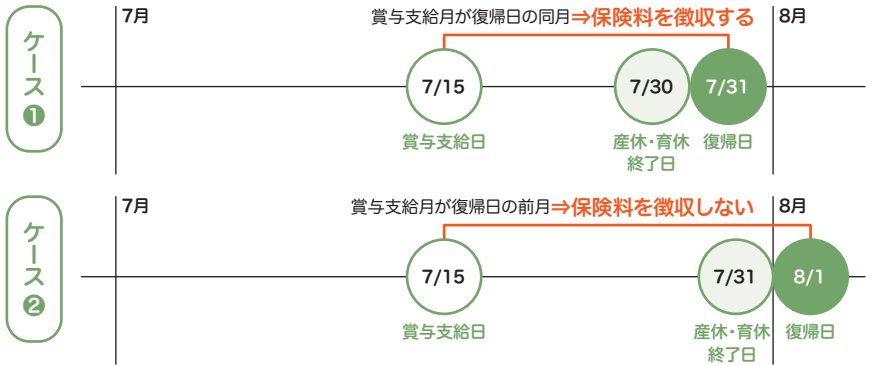 ケース❶
7月
賞与支給月が復帰日の同月⇒保険料を徴収する
8月
7/15
7/30
7/31
賞与支給日
産休・育休
終了日
復帰日
ケース❷
7月
賞与支給月が復帰日の前月⇒保険料を徴収しない
8月
7/15
7/31
8/1
賞与支給日
産休・育休
終了日
復帰日